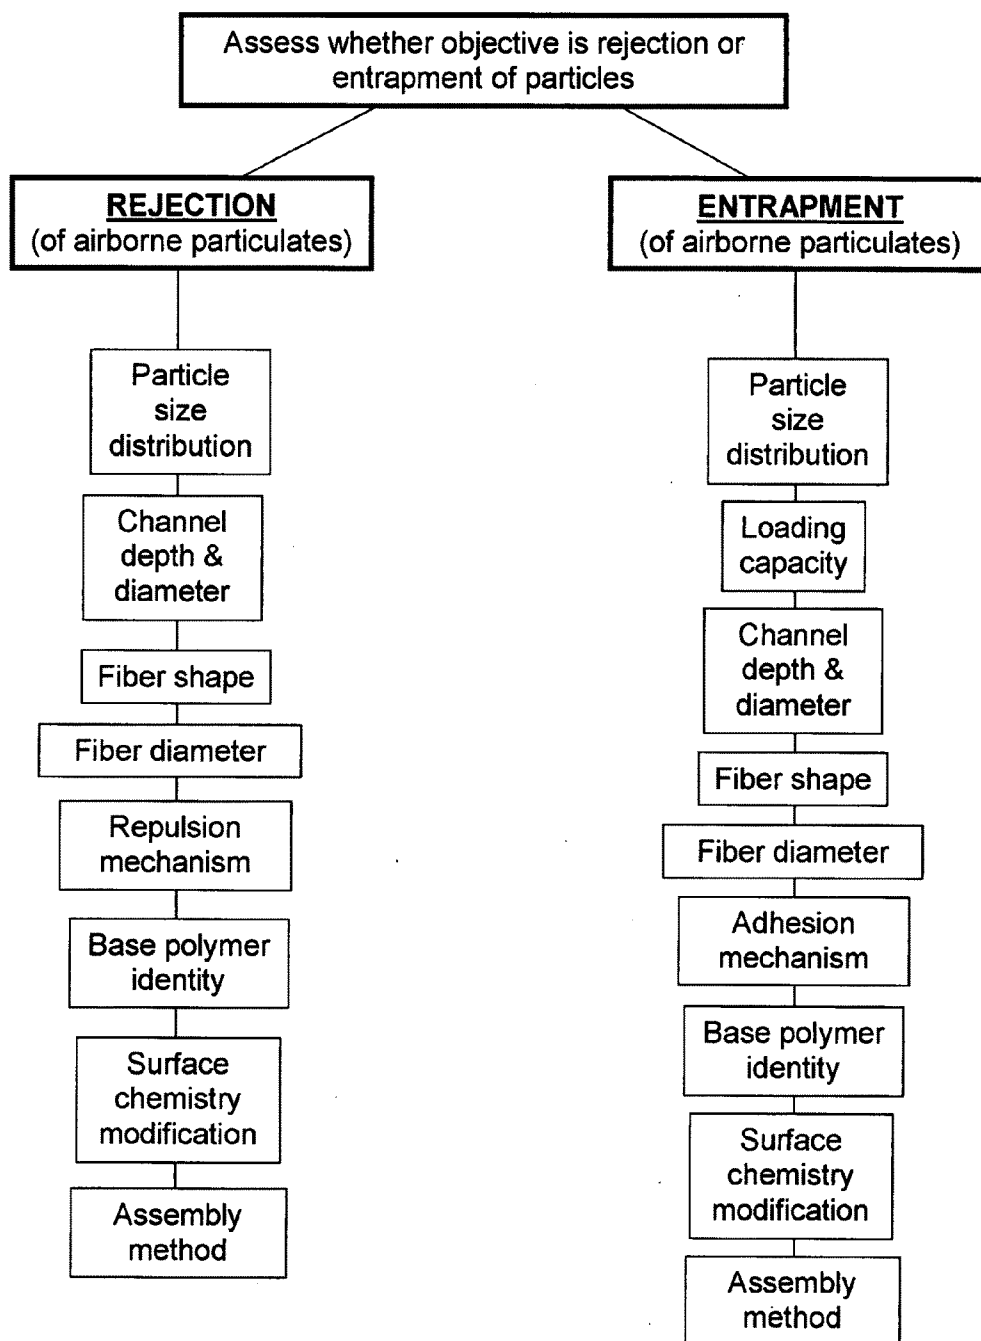 Assess whether objective is rejection or
entrapment of particles
REJECTION
(of airborne particulates)
Particle
size
distribution
Channel
depth &
diameter
Fiber shape
Fiber diameter
Repulsion
mechanism
Base polymer
identity
Surface
chemistry
modification
Assembly
method
ENTRAPMENT
(of airborne particulates)
Particle
size
distribution
Loading
capacity
Channel
depth &
diameter
Fiber shape
Fiber diameter
Adhesion
mechanism
Base polymer
identity
Surface
chemistry
modification
Assembly
method